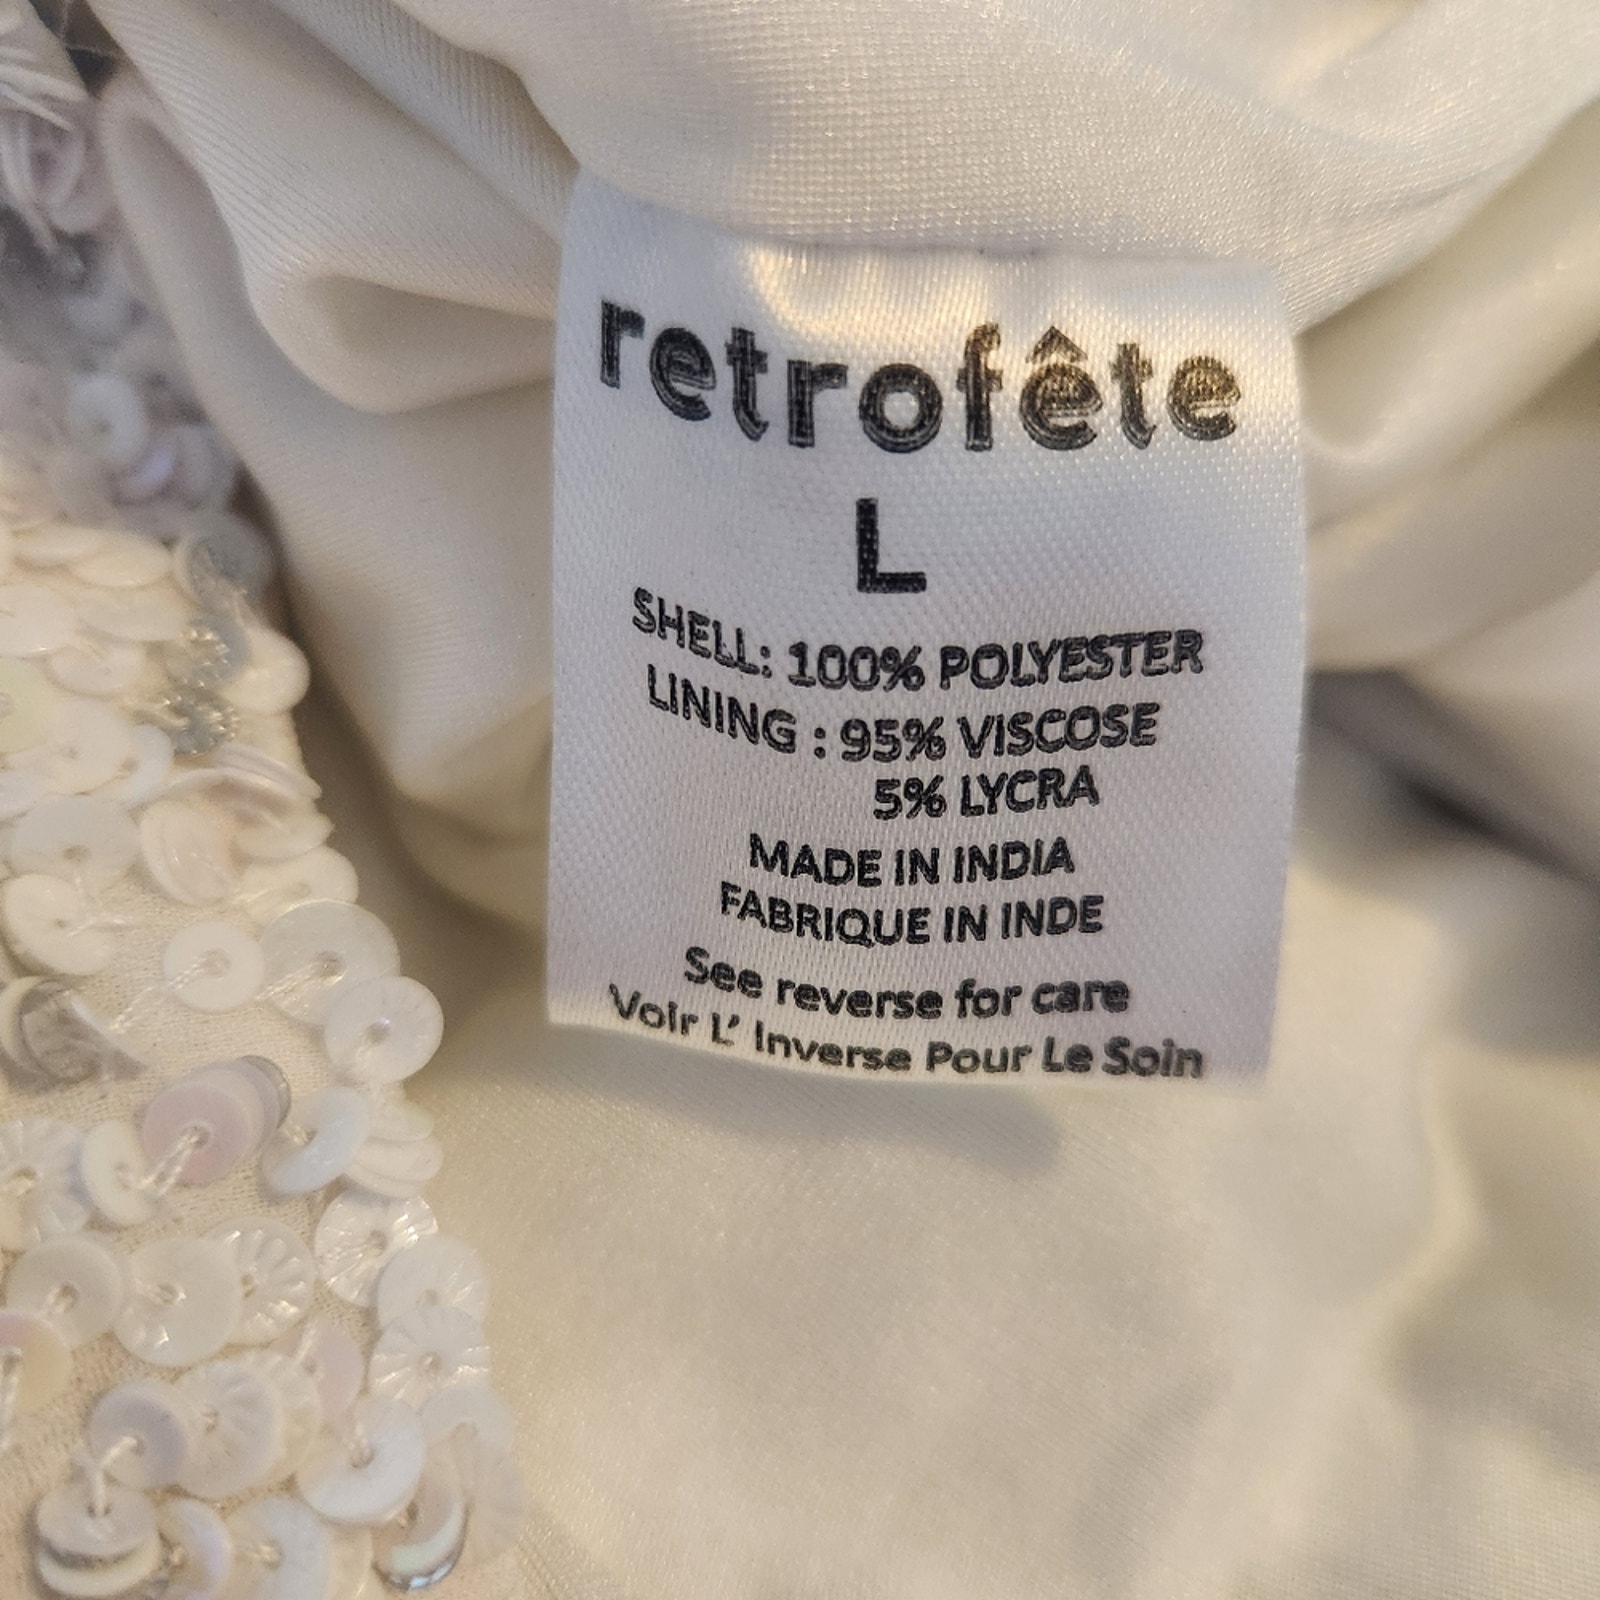 retrofête
L
SHELL: 100% POLYESTER
LINING : 95% VISCOSE
5% LYCRA
MADE IN INDIA
FABRIQUE IN INDE
See reverse for care
Voir L' Inverse Pour Le Soin